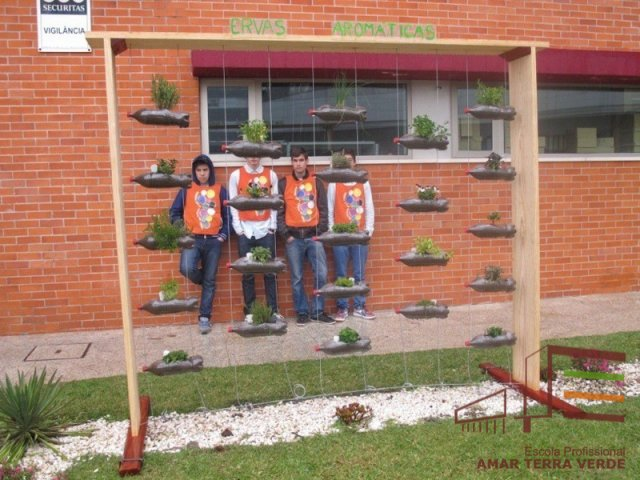 SECURITAS
VIGILÂNCIA
ERVAS AROMATICAS
Escola Profissional
AMAR TERRA VERDE